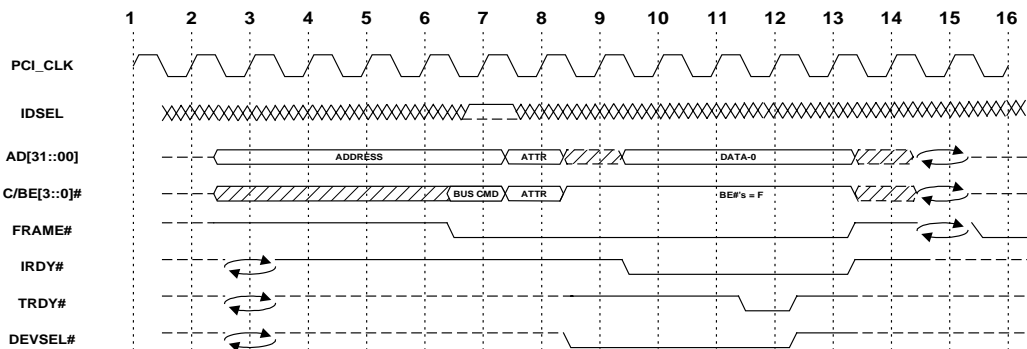 1 2 3 4 5 6 7 8 9 10 11 12 13 14 15 16
PCI_CLK
IDSEL
AD[31::00] ADDRESS ATTR DATA-0
C/BE[3::0]# BUS CMD ATTR BE#'s = F
FRAME#
IRDY#
TRDY#
DEVSEL#